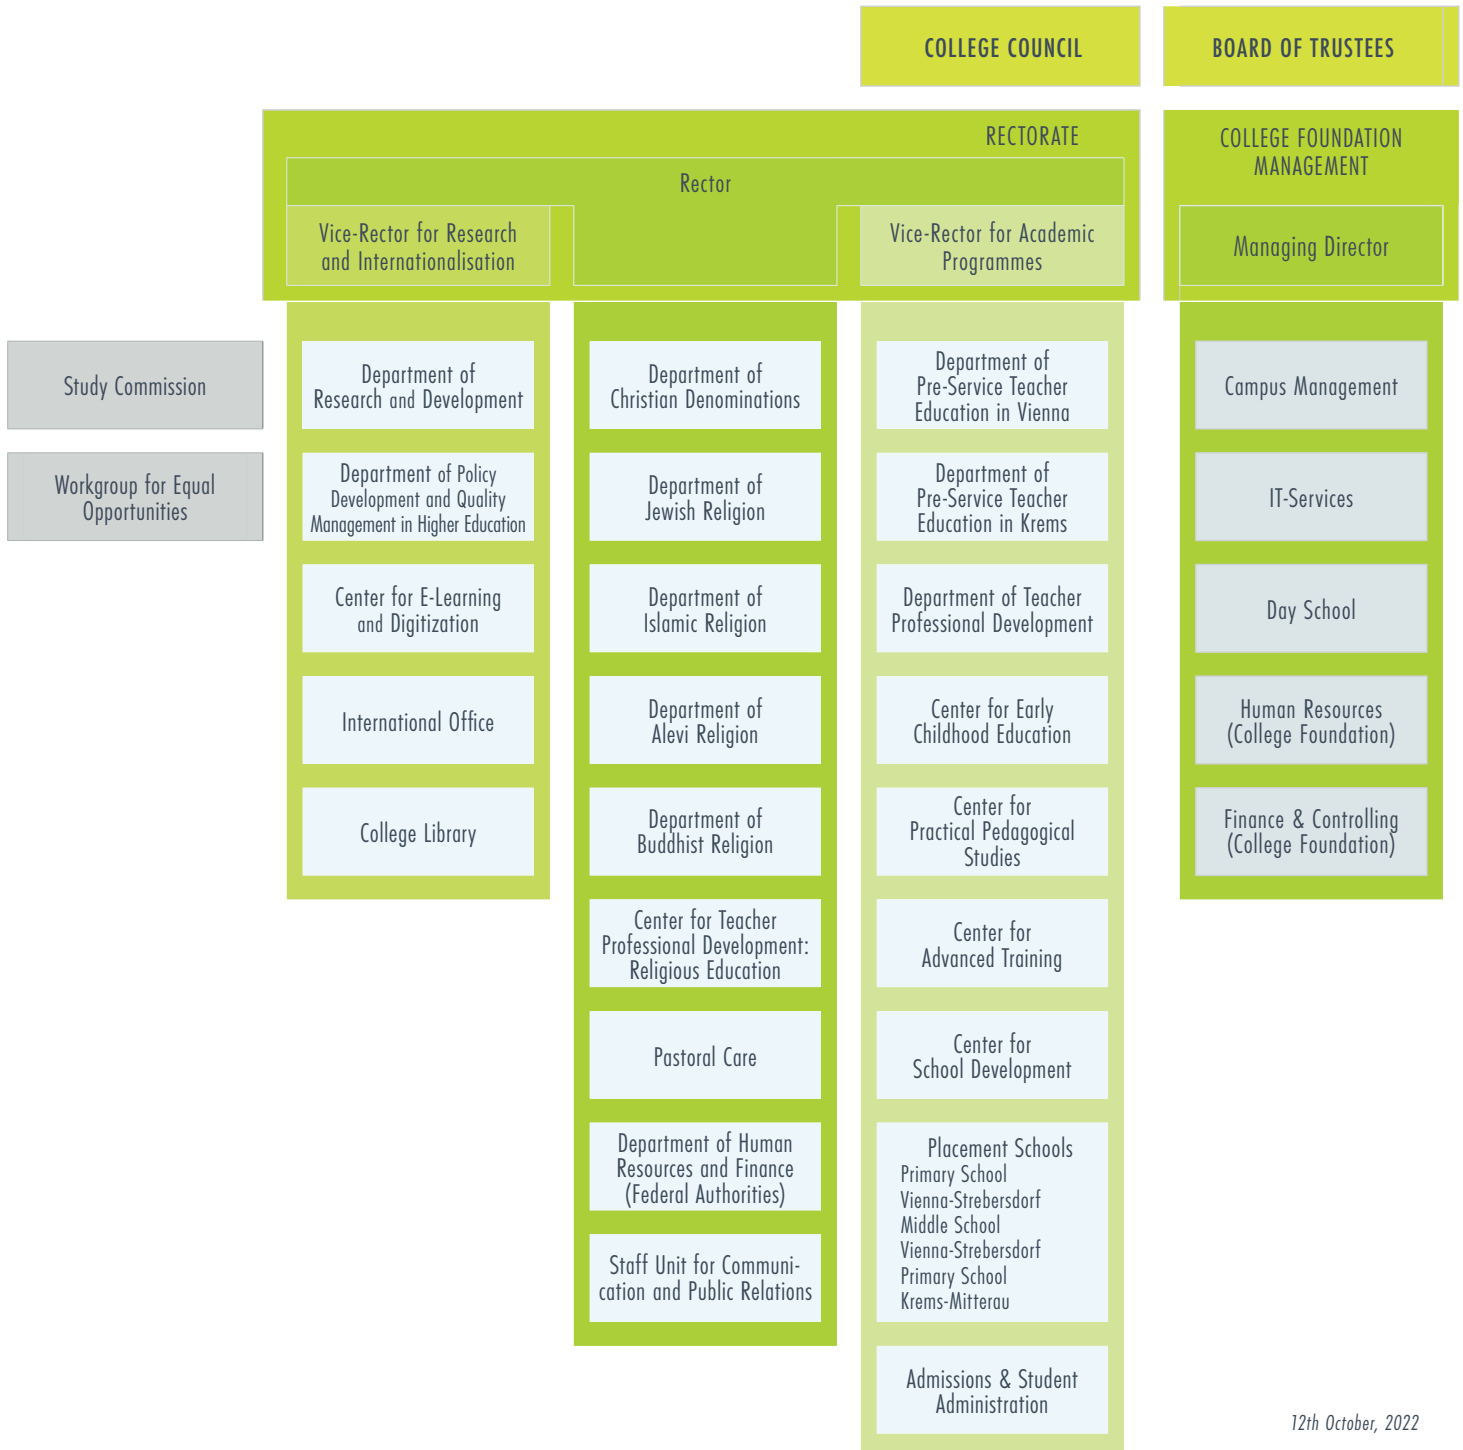 COLLEGE COUNCIL
BOARD OF TRUSTEES
RECTORATE
Rector
Vice-Rector for Research
and Internationalisation
Vice-Rector for Academic
Programmes
COLLEGE FOUNDATION
MANAGEMENT
Managing Director
Study Commission
Workgroup for Equal
Opportunities
Department of
Research and Development
Department of Policy
Development and Quality
Management in Higher Education
Center for E-Learning
and Digitization
International Office
College Library
Department of
Christian Denominations
Department of
Jewish Religion
Department of
Islamic Religion
Department of
Alevi Religion
Department of
Buddhist Religion
Center for Teacher
Professional Development:
Religious Education
Pastoral Care
Department of Human
Resources and Finance
(Federal Authorities)
Staff Unit for Communi-
cation and Public Relations
Department of
Pre-Service Teacher
Education in Vienna
Department of
Pre-Service Teacher
Education in Krems
Department of Teacher
Professional Development
Center for Early
Childhood Education
Center for
Practical Pedagogical
Studies
Center for
Advanced Training
Center for
School Development
Placement Schools
Primary School
Vienna-Strebersdorf
Middle School
Vienna-Strebersdorf
Primary School
Krems-Mitterau
Admissions & Student
Administration
Campus Management
IT-Services
Day School
Human Resources
(College Foundation)
Finance & Controlling
(College Foundation)
12th October, 2022